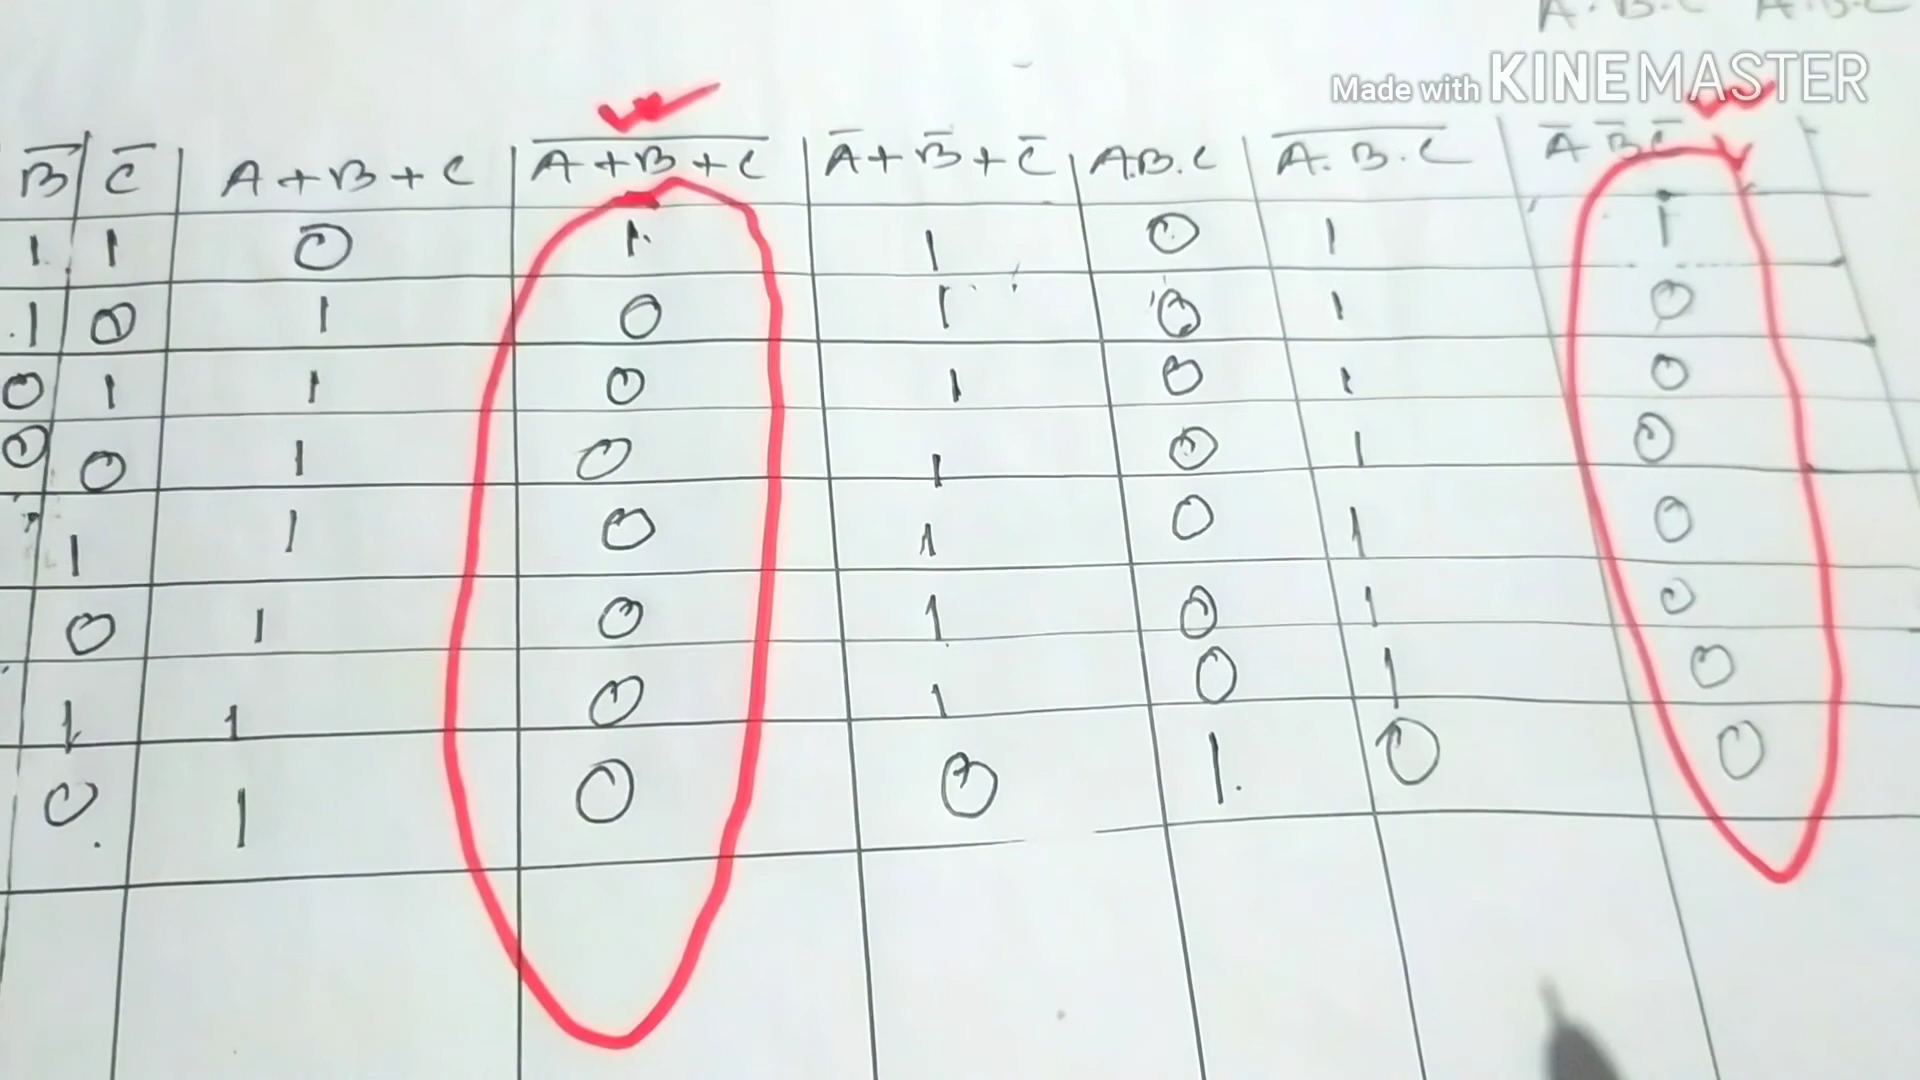 A.B.C A.B.C
Made with KINEMASTER
B̅ C̅ A+B+C \overline{A+B+C} A̅+B̅+C̅ A.B.C \overline{A.B.C} A̅ B̅ C̅
1 1 0 1 1 0 1 1
1 0 1 0 1 0 1 0
0 1 1 0 1 0 1 0
0 0 1 0 1 0 1 0
1 1 0 1 0 1 0
0 1 0 1 0 1 0
1 1 0 1 0 1 0
0 1 0 0 1 0 0